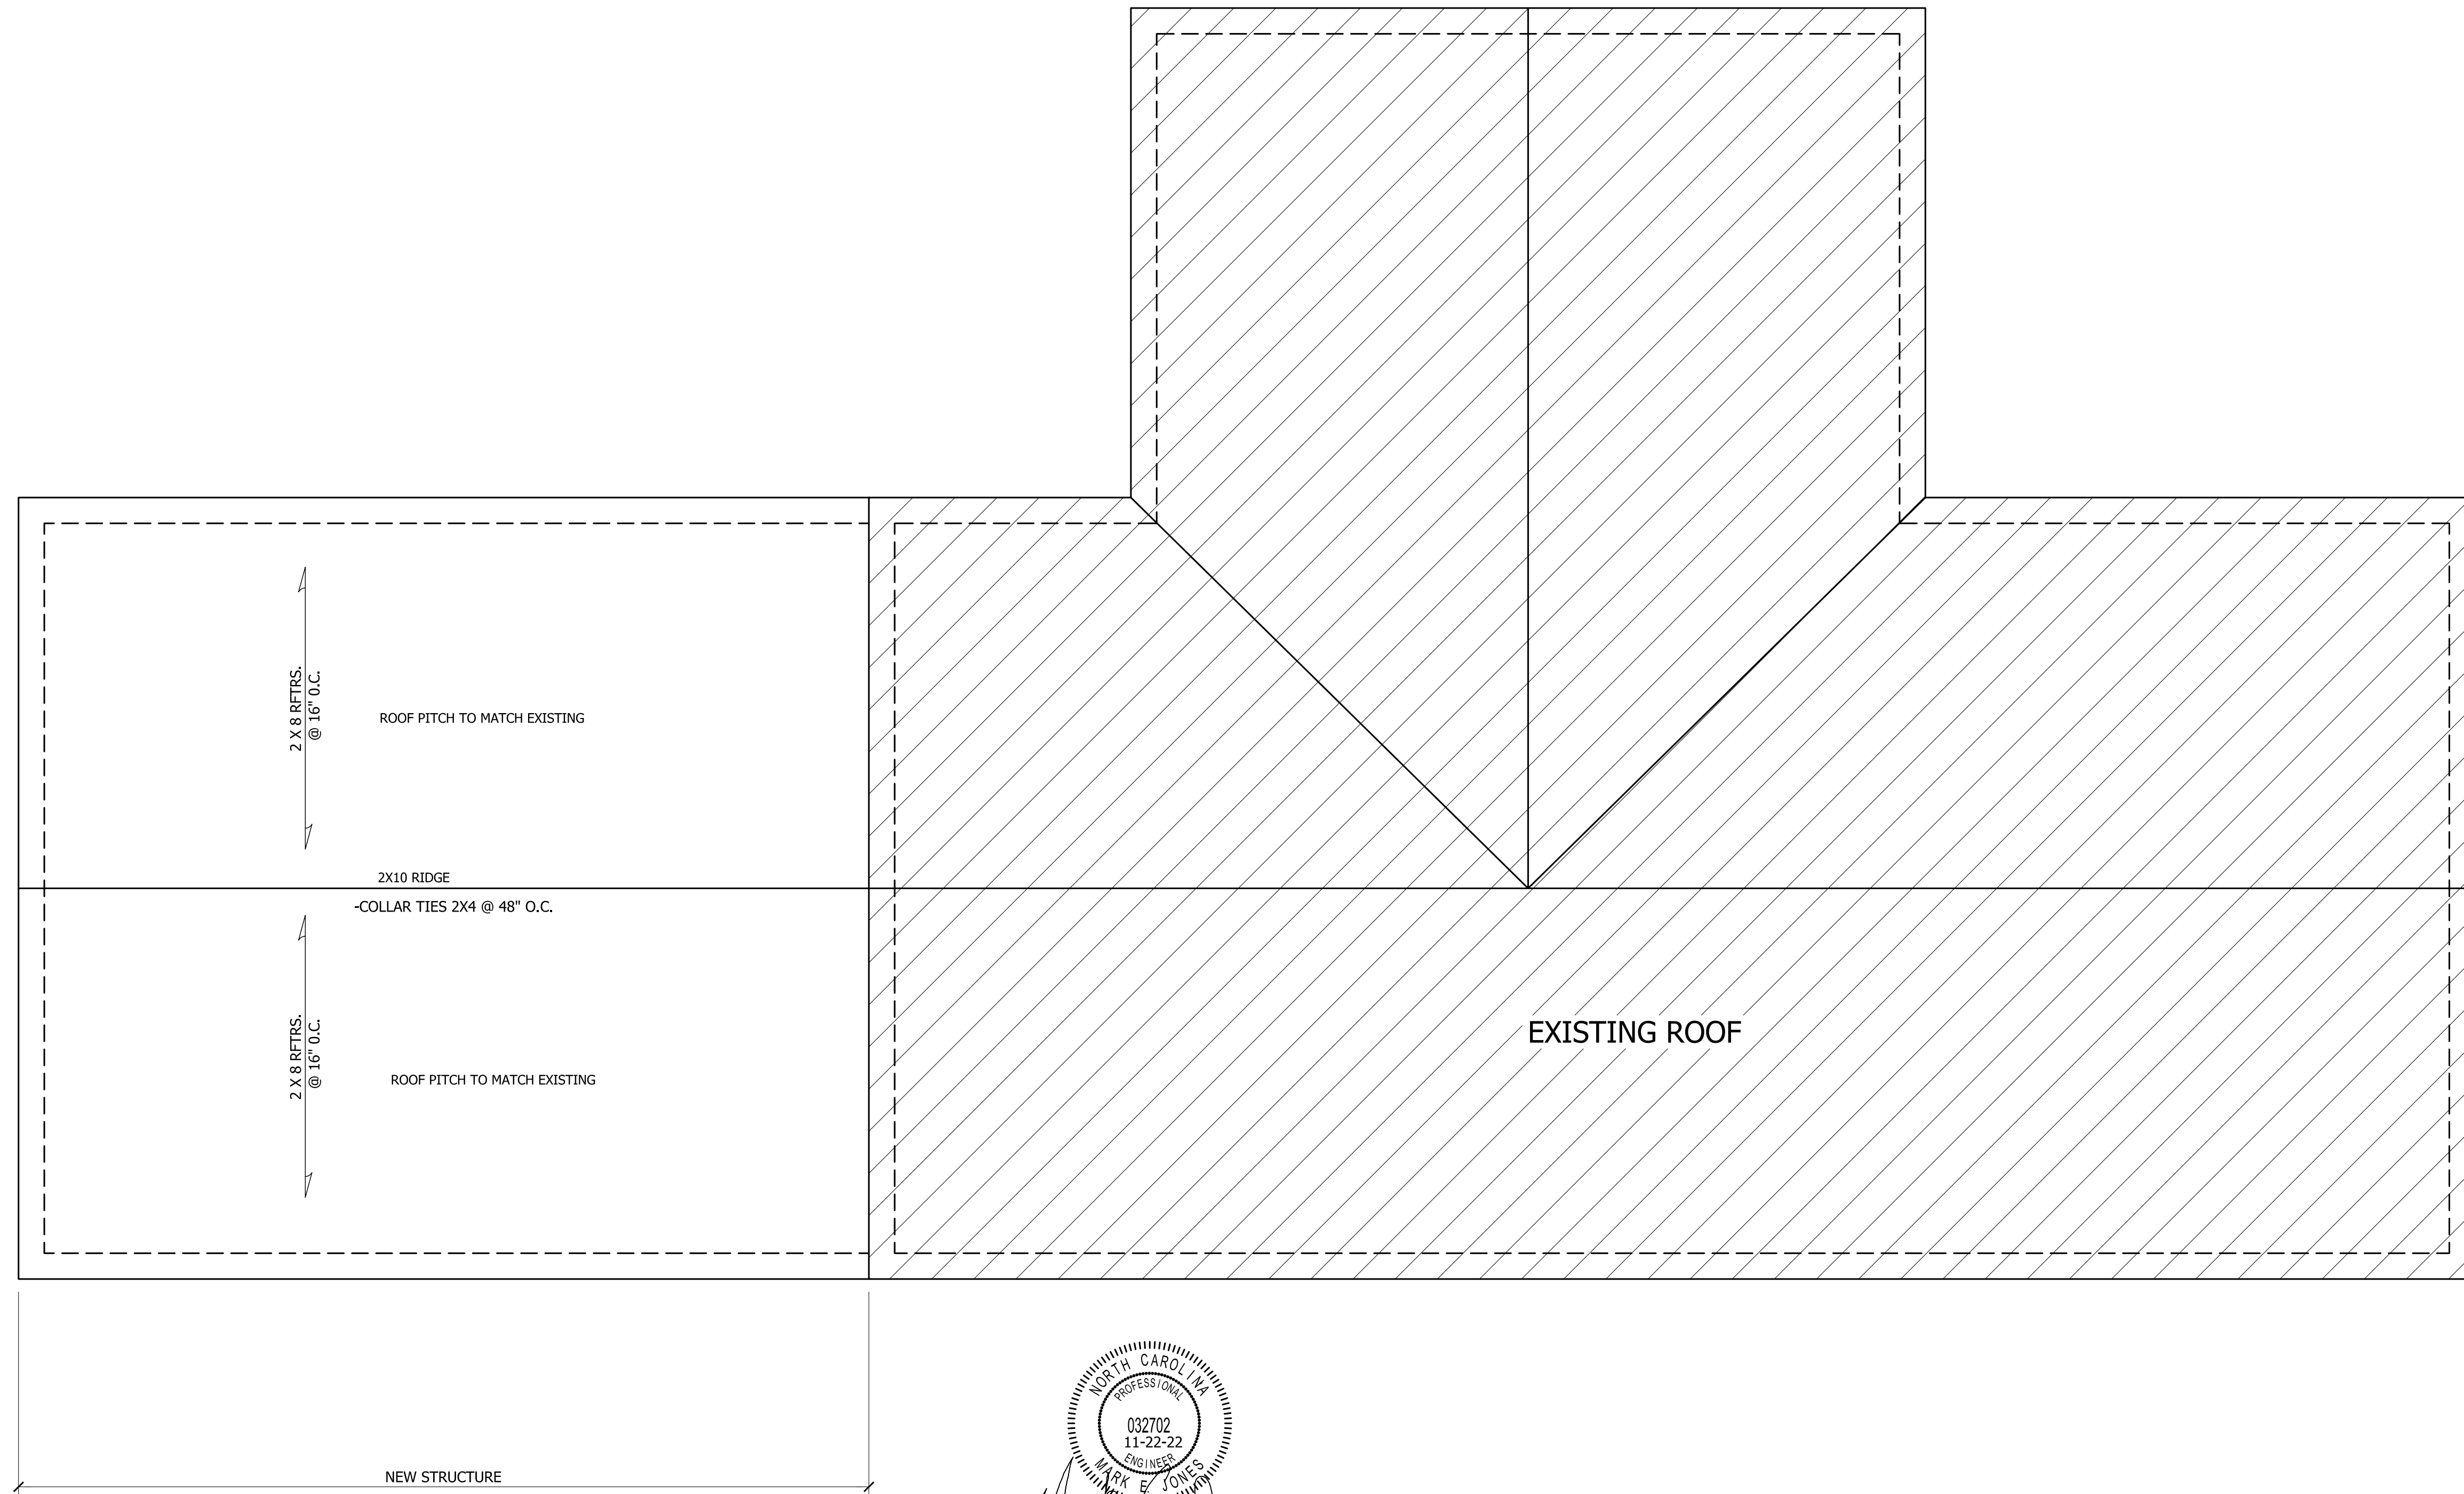 2 X 8 RFTRS.
@ 16" O.C.
ROOF PITCH TO MATCH EXISTING
2X10 RIDGE
-COLLAR TIES 2X4 @ 48" O.C.
2 X 8 RFTRS.
@ 16" O.C.
ROOF PITCH TO MATCH EXISTING
EXISTING ROOF
NORTH CAROLINA
PROFESSIONAL
032702
11-22-22
ENGINEER
MARK E. JONES
NEW STRUCTURE